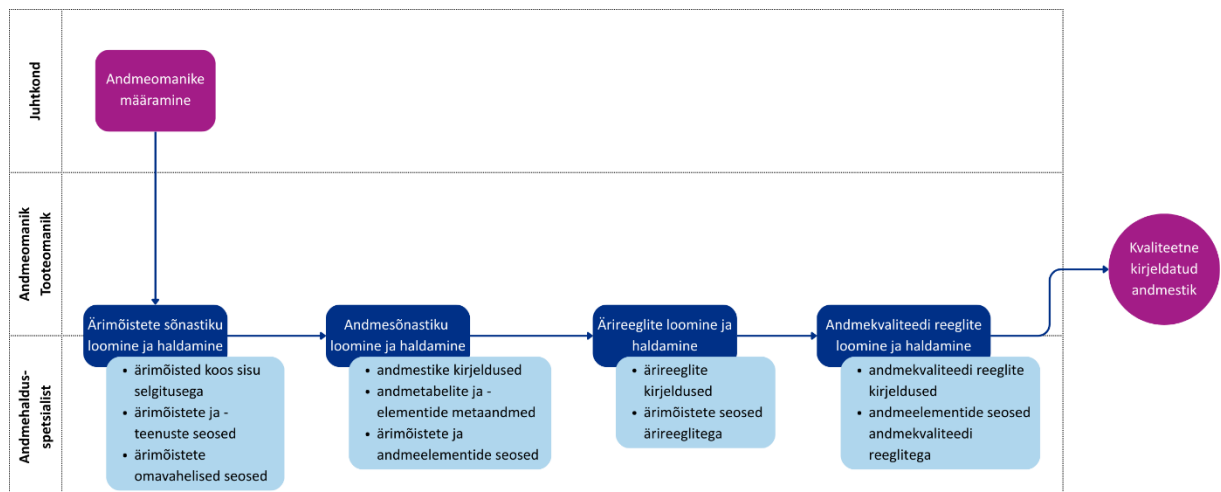 Juhtkond
Andmeomanike
määramine
Andmeomanik
Tooteomanik
Kvaliteetne
kirjeldatud
andmestik
Ärimõistete sõnastiku
loomine ja haldamine
Andmesõnastiku
loomine ja haldamine
Ärireeglite loomine ja
haldamine
Andmekvaliteedi reeglite
loomine ja haldamine
Andmehaldus-
spetsialist
• ärimõisted koos sisu
selgitusega
• ärimõistete ja -
teenuste seosed
• ärimõistete
omavahelised seosed
• andmestike kirjeldused
• andmetabelite ja -
elementide metaandmed
• ärimõistete ja
andmeelementide seosed
• ärireeglite
kirjeldused
• ärimõistete seosed
ärireeglitega
• andmekvaliteedi reeglite
kirjeldused
• andmeelementide seosed
andmekvaliteedi
reeglitega